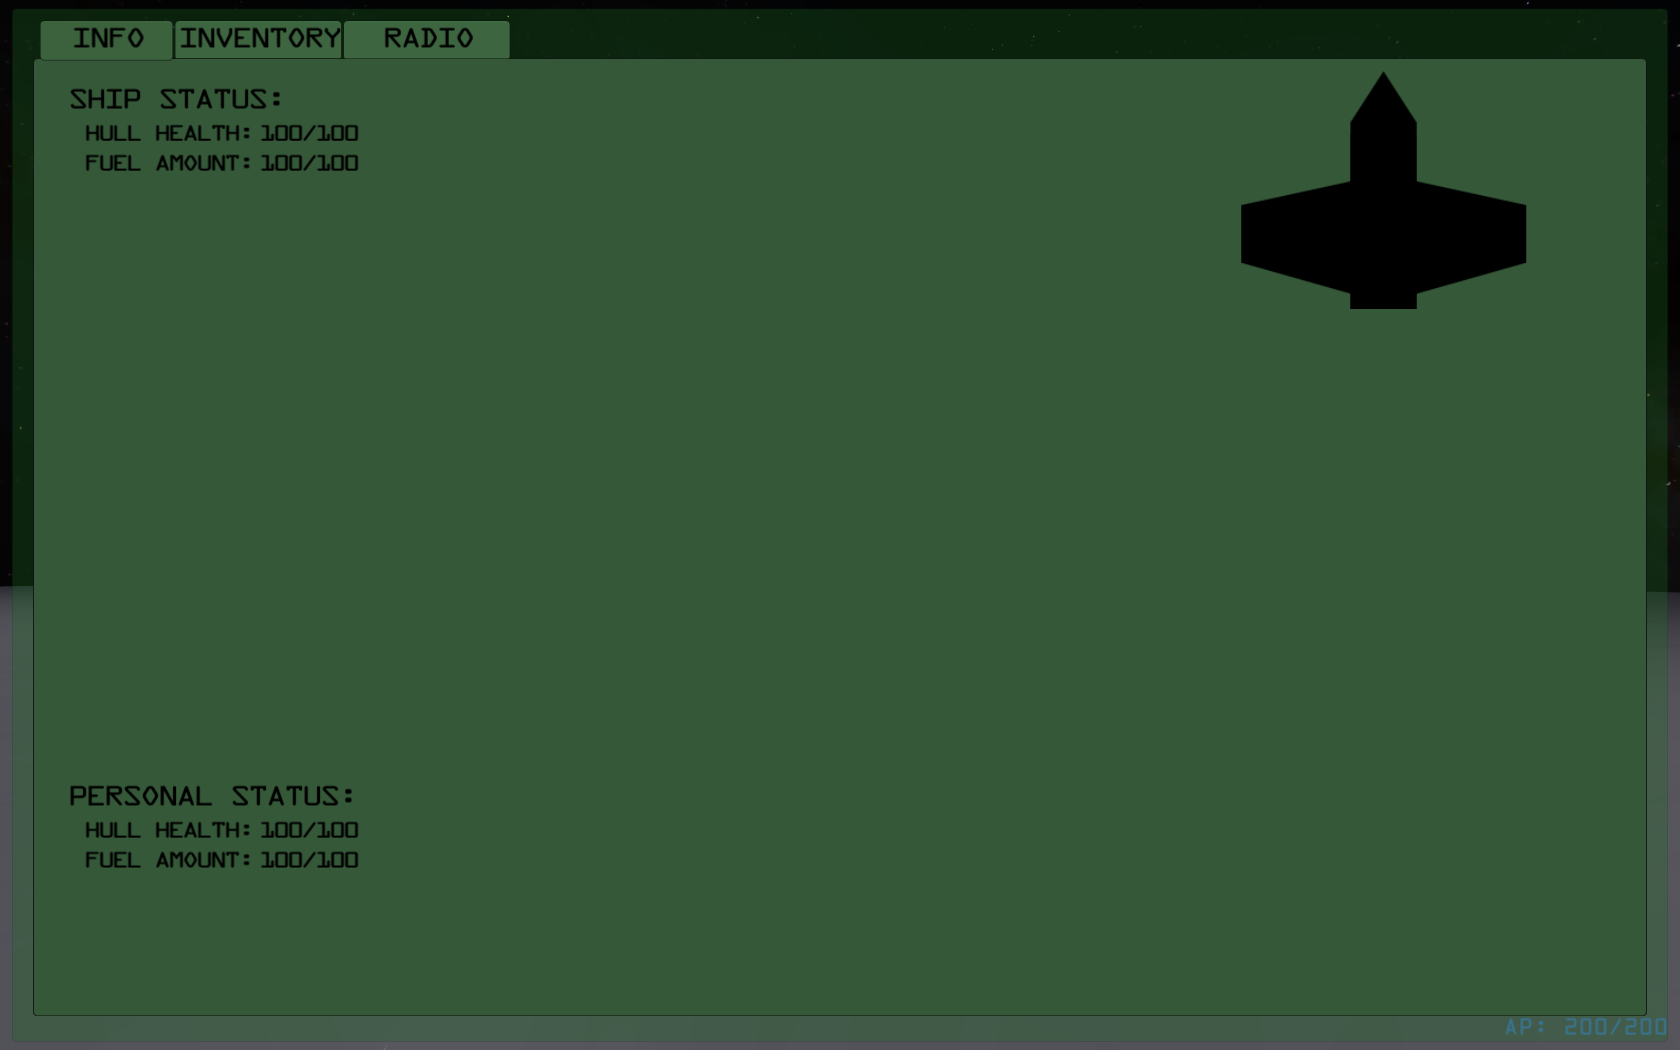 INFO INVENTORY RADIO
SHIP STATUS:
HULL HEALTH: 100/100
FUEL AMOUNT: 100/100
PERSONAL STATUS:
HULL HEALTH: 100/100
FUEL AMOUNT: 100/100
AP: 200/200